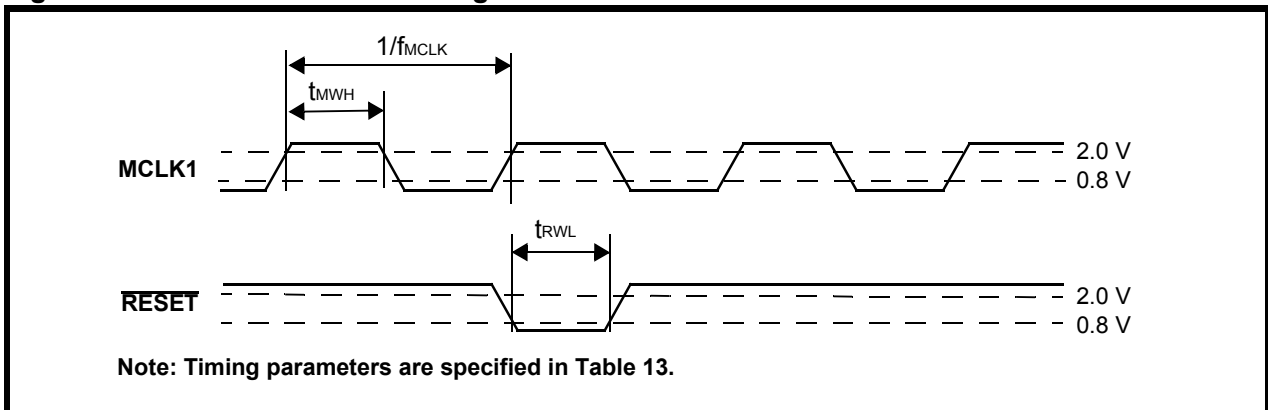 1/fMCLK
tMWH
MCLK1
2.0 V
0.8 V
tRWL
RESET
2.0 V
0.8 V
Note: Timing parameters are specified in Table 13.